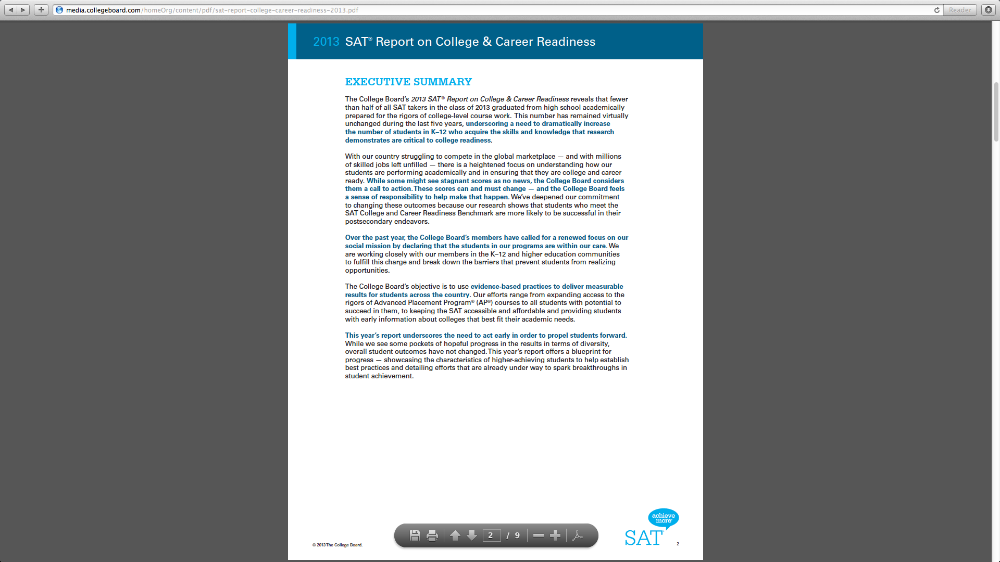 media.collegeboard.com/homeOrg/content/pdf/sat-report-college-career-readiness-2013.pdf
Reader
2013 SAT® Report on College & Career Readiness
EXECUTIVE SUMMARY
The College Board’s 2013 SAT® Report on College & Career Readiness reveals that fewer
than half of all SAT takers in the class of 2013 graduated from high school academically
prepared for the rigors of college-level course work. This number has remained virtually
unchanged during the last five years, underscoring a need to dramatically increase
the number of students in K–12 who acquire the skills and knowledge that research
demonstrates are critical to college readiness.
With our country struggling to compete in the global marketplace — and with millions
of skilled jobs left unfilled — there is a heightened focus on understanding how our
students are performing academically and in ensuring that they are college and career
ready. While some might see stagnant scores as no news, the College Board considers
them a call to action. These scores can and must change — and the College Board feels
a sense of responsibility to help make that happen. We’ve deepened our commitment
to changing these outcomes because our research shows that students who meet the
SAT College and Career Readiness Benchmark are more likely to be successful in their
postsecondary endeavors.
Over the past year, the College Board’s members have called for a renewed focus on our
social mission by declaring that the students in our programs are within our care. We
are working closely with our members in the K–12 and higher education communities
to fulfill this charge and break down the barriers that prevent students from realizing
opportunities.
The College Board’s objective is to use evidence-based practices to deliver measurable
results for students across the country. Our efforts range from expanding access to the
rigors of Advanced Placement Program® (AP®) courses to all students with potential to
succeed in them, to keeping the SAT accessible and affordable and providing students
with early information about colleges that best fit their academic needs.
This year’s report underscores the need to act early in order to propel students forward.
While we see some pockets of hopeful progress in the results in terms of diversity,
overall student outcomes have not changed. This year’s report offers a blueprint for
progress — showcasing the characteristics of higher-achieving students to help establish
best practices and detailing efforts that are already under way to spark breakthroughs in
student achievement.
achieve
more
SAT
2 / 9
© 2013 The College Board.
2